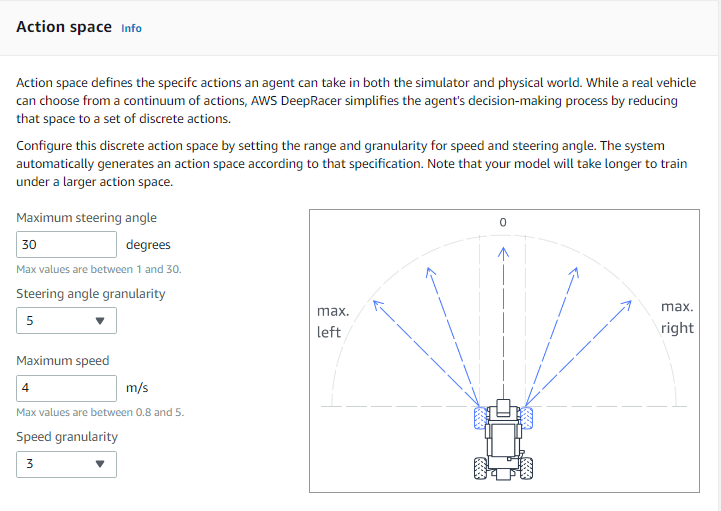 Action space Info
Action space defines the specifc actions an agent can take in both the simulator and physical world. While a real vehicle
can choose from a continuum of actions, AWS DeepRacer simplifies the agent's decision-making process by reducing
that space to a set of discrete actions.
Configure this discrete action space by setting the range and granularity for speed and steering angle. The system
automatically generates an action space according to that specification. Note that your model will take longer to train
under a larger action space.
Maximum steering angle
30 degrees
Max values are between 1 and 30.
Steering angle granularity
5
Maximum speed
4 m/s
Max values are between 0.8 and 5.
Speed granularity
3
0
max.
left
max.
right